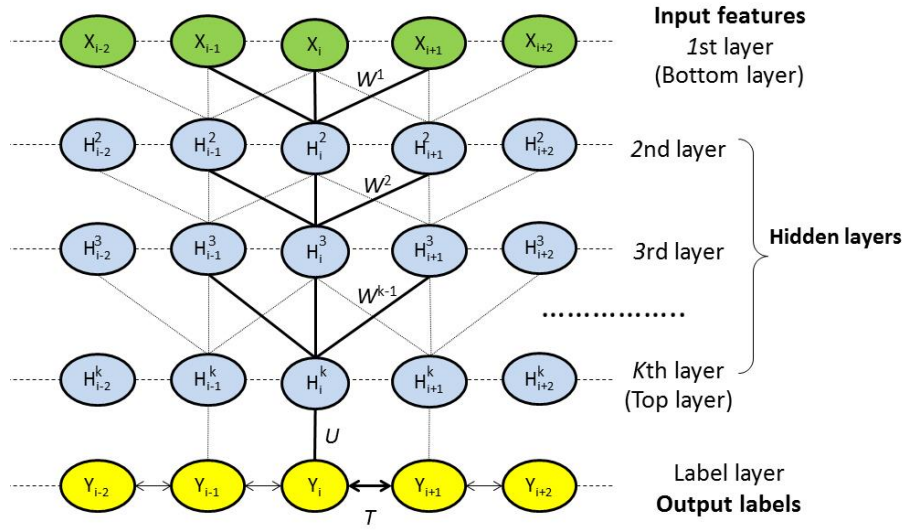 Input features
X_{i-2} X_{i-1} X_i X_{i+1} X_{i+2}
1st layer
(Bottom layer)
W^1
H^2_{i-2} H^2_{i-1} H^2_i H^2_{i+1} H^2_{i+2}
2nd layer
W^2
Hidden layers
H^3_{i-2} H^3_{i-1} H^3_i H^3_{i+1} H^3_{i+2}
3rd layer
W^{k-1}
……………..
H^k_{i-2} H^k_{i-1} H^k_i H^k_{i+1} H^k_{i+2}
Kth layer
(Top layer)
U
Y_{i-2} Y_{i-1} Y_i Y_{i+1} Y_{i+2}
Label layer
Output labels
T